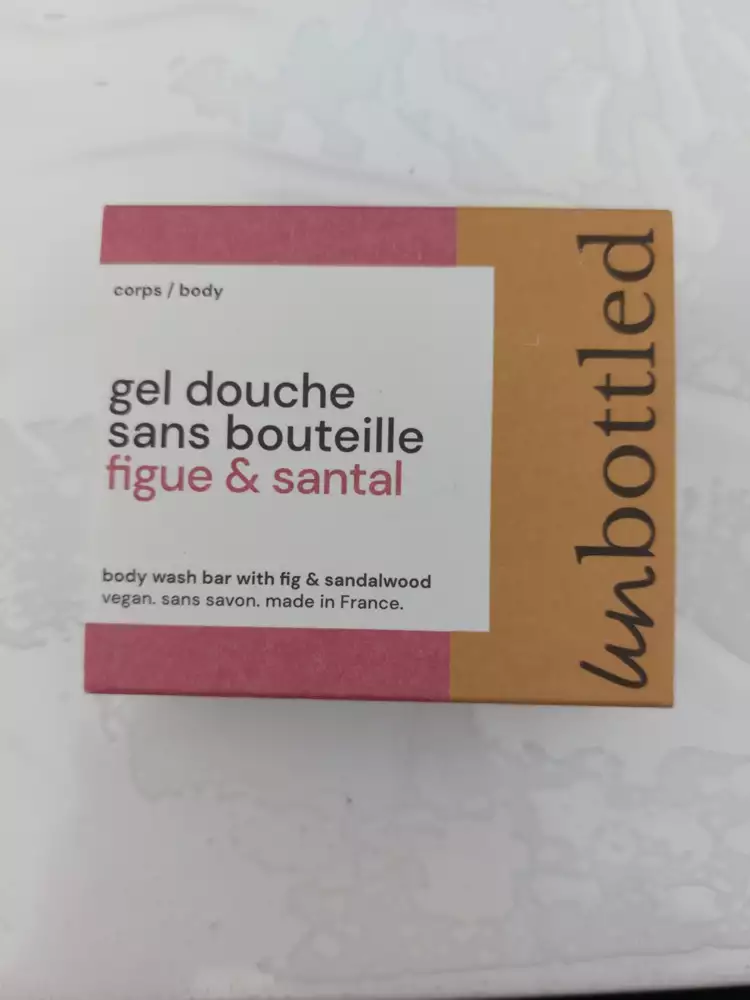 corps / body
gel douche
sans bouteille
figue & santal
body wash bar with fig & sandalwood
vegan. sans savon. made in France.
unbottled